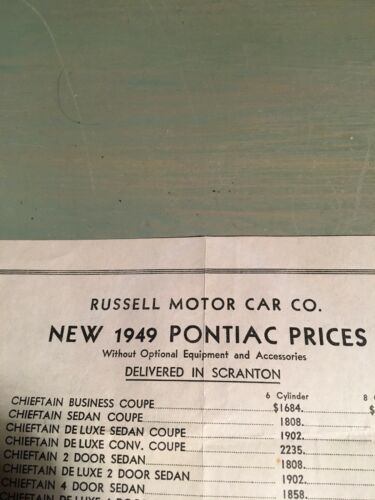 RUSSELL MOTOR CAR CO.
NEW 1949 PONTIAC PRICES
Without Optional Equipment and Accessories
DELIVERED IN SCRANTON
6 Cylinder 8
CHIEFTAIN BUSINESS COUPE $1684. $
CHIEFTAIN SEDAN COUPE 1808.
CHIEFTAIN DE LUXE SEDAN COUPE 1902.
CHIEFTAIN DE LUXE CONV. COUPE 2235.
CHIEFTAIN 2 DOOR SEDAN 1808.
CHIEFTAIN DE LUXE 2 DOOR SEDAN 1902.
CHIEFTAIN 4 DOOR SEDAN 1858.